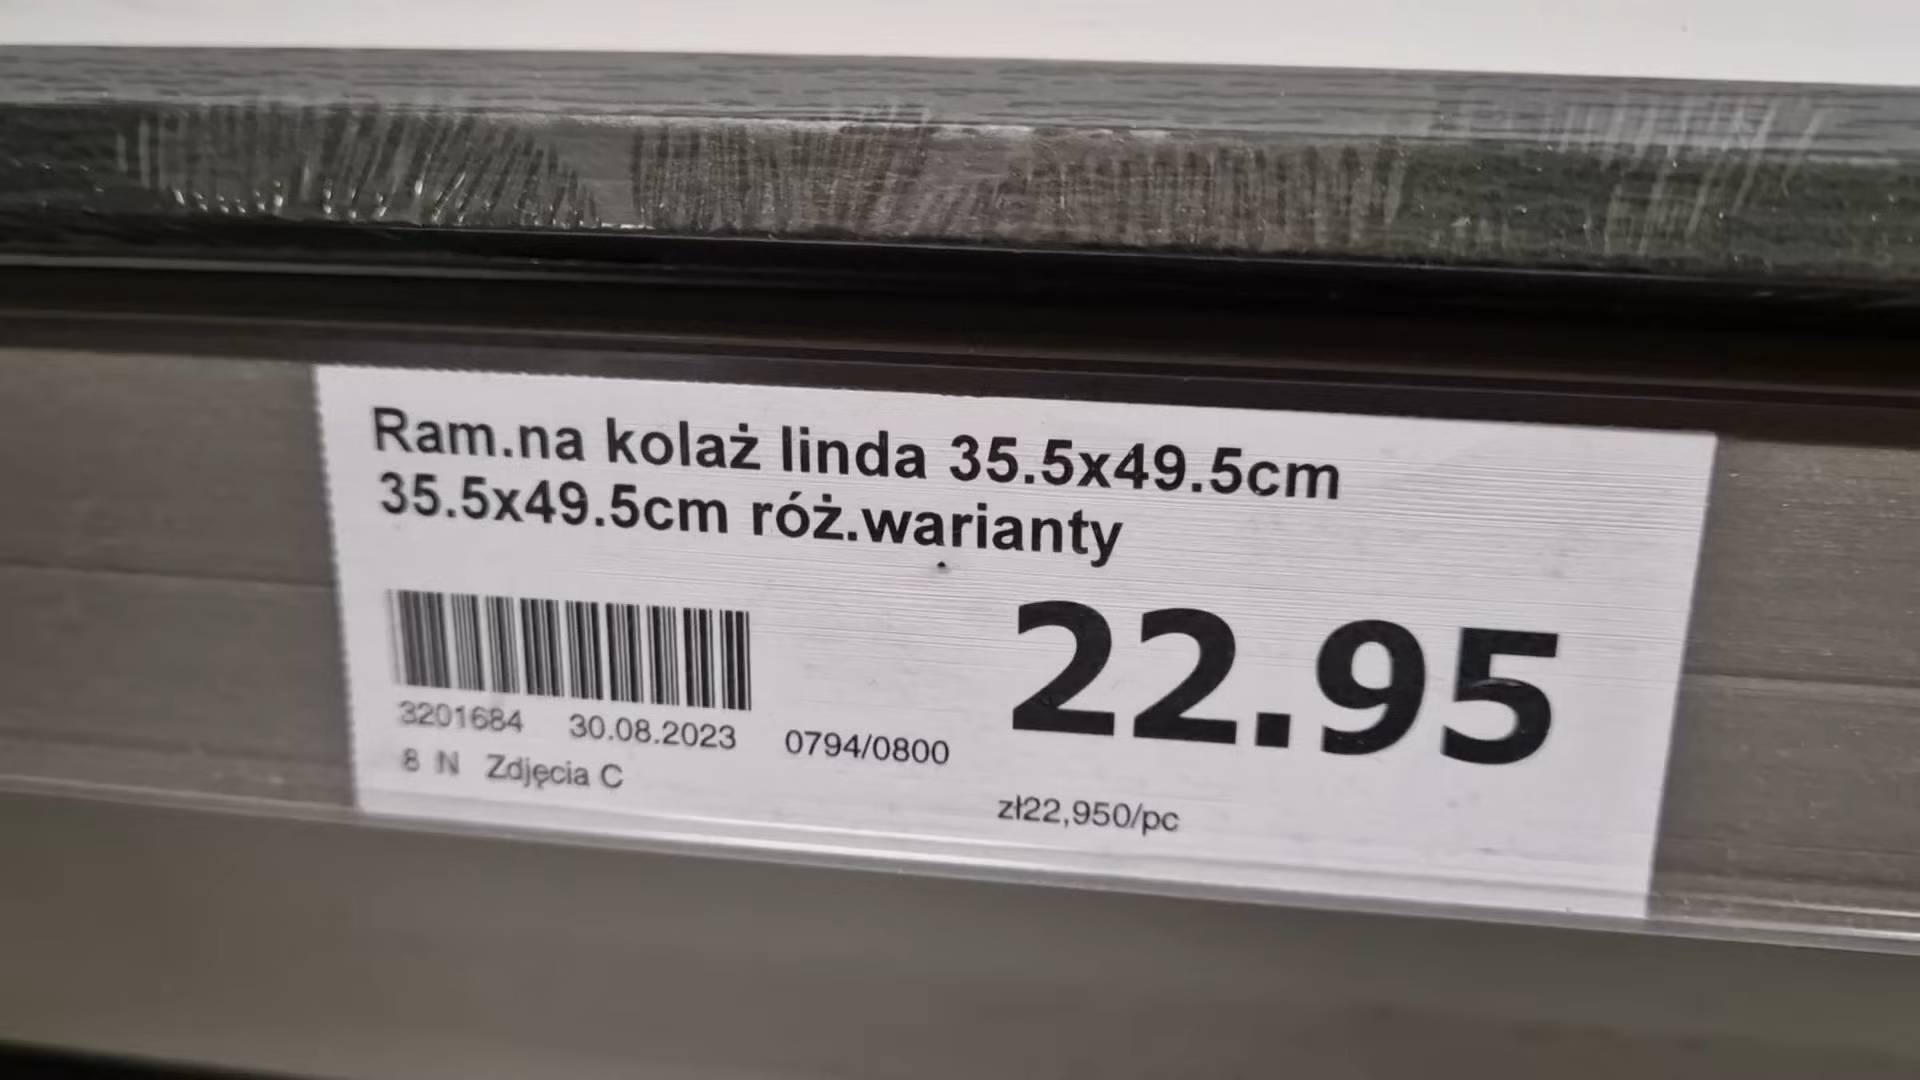 Ram.na kolaż linda 35.5x49.5cm
35.5x49.5cm róż.warianty
22.95
3201684 30.08.2023 0794/0800
8 N Zdjęcia C
zł22,950/pc